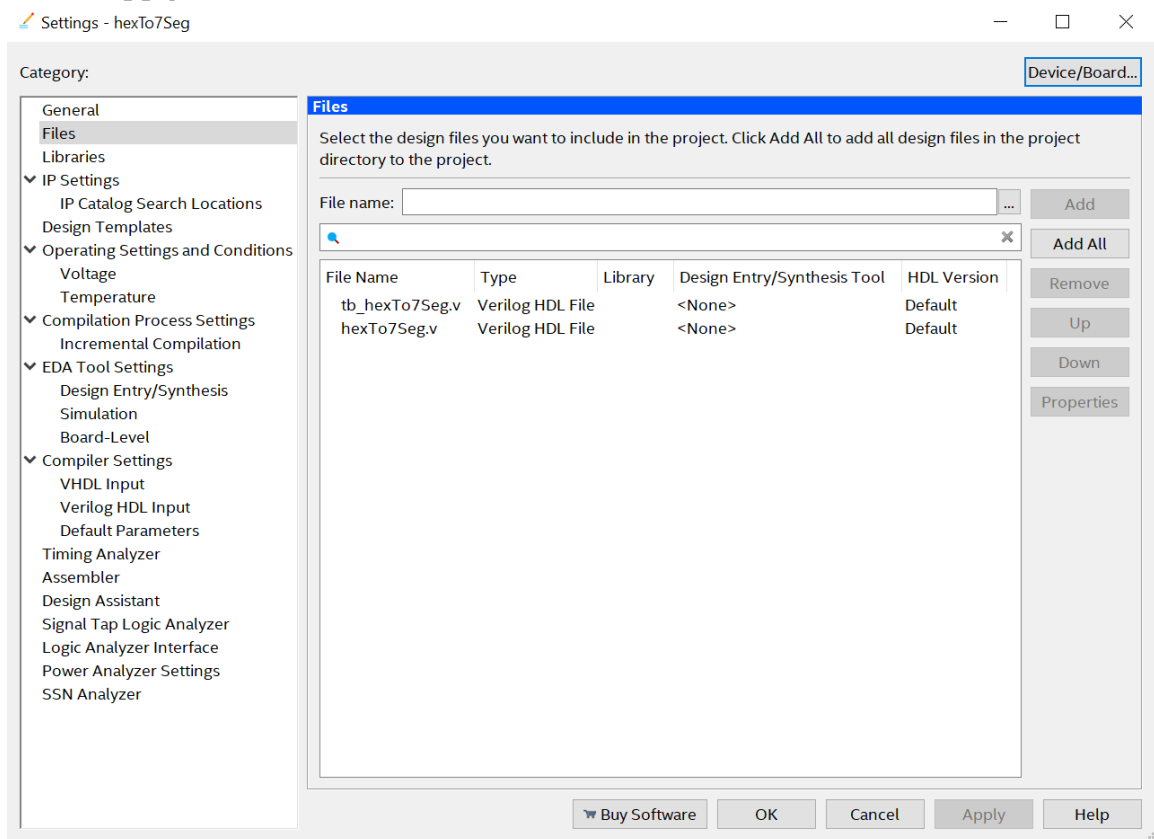 Settings - hexTo7Seg
Category:
Device/Board...
General
Files
Libraries
IP Settings
IP Catalog Search Locations
Design Templates
Operating Settings and Conditions
Voltage
Temperature
Compilation Process Settings
Incremental Compilation
EDA Tool Settings
Design Entry/Synthesis
Simulation
Board-Level
Compiler Settings
VHDL Input
Verilog HDL Input
Default Parameters
Timing Analyzer
Assembler
Design Assistant
Signal Tap Logic Analyzer
Logic Analyzer Interface
Power Analyzer Settings
SSN Analyzer
Files
Select the design files you want to include in the project. Click Add All to add all design files in the project
directory to the project.
File name:
...
Add
Add All
Remove
Up
Down
Properties
File Name Type Library Design Entry/Synthesis Tool HDL Version
tb_hexTo7Seg.v Verilog HDL File <None> Default
hexTo7Seg.v Verilog HDL File <None> Default
Buy Software OK Cancel Apply Help